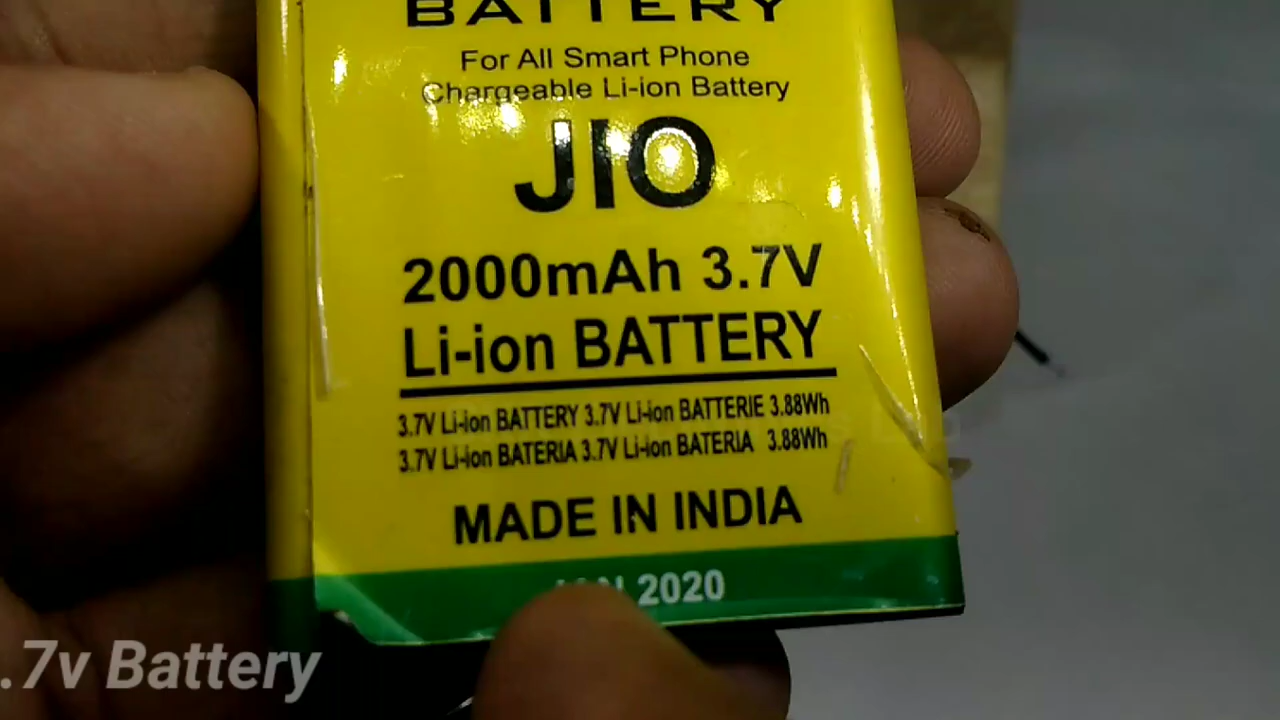 BATTERY
For All Smart Phone
Chargeable Li-ion Battery
JIO
2000mAh 3.7V
Li-ion BATTERY
3.7V Li-ion BATTERY 3.7V Li-ion BATTERIE 3.88Wh
3.7V Li-ion BATERIA 3.7V Li-ion BATERIA 3.88Wh
MADE IN INDIA
2020
.7v Battery